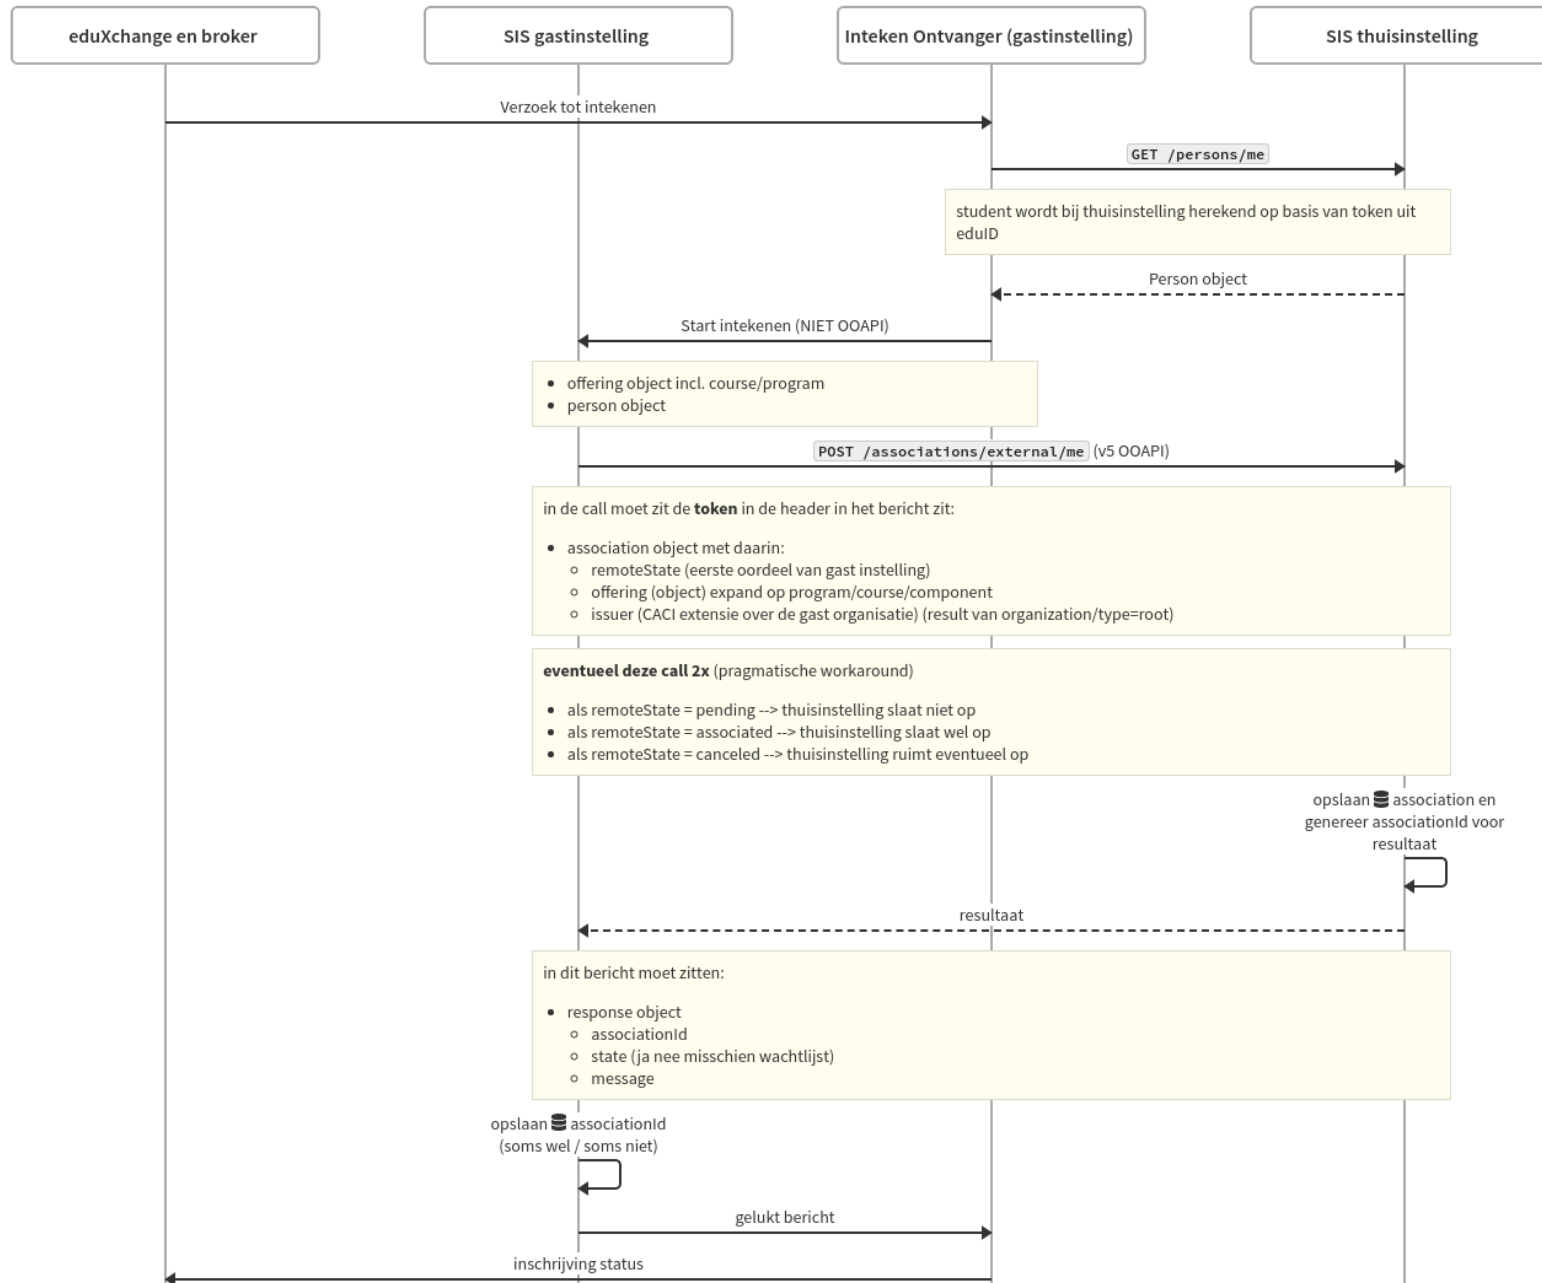 eduXchange en broker
SIS gastinstelling
Inteken Ontvanger (gastinstelling)
SIS thuisinstelling
Verzoek tot intekenen
GET /persons/me
student wordt bij thuisinstelling herekend op basis van token uit
eduID
Person object
Start intekenen (NIET OOAPI)
• offering object incl. course/program
• person object
POST /associations/external/me (v5 OOAPI)
in de call moet zit de token in de header in het bericht zit:
• association object met daarin:
◦ remoteState (eerste oordeel van gast instelling)
◦ offering (object) expand op program/course/component
◦ issuer (CACI extensie over de gast organisatie) (result van organization/type=root)
eventueel deze call 2x (pragmatische workaround)
• als remoteState = pending --> thuisinstelling slaat niet op
• als remoteState = associated --> thuisinstelling slaat wel op
• als remoteState = canceled --> thuisinstelling ruimt eventueel op
opslaan association en
genereer associationId voor
resultaat
resultaat
in dit bericht moet zitten:
• response object
◦ associationId
◦ state (ja nee misschien wachtlijst)
◦ message
opslaan associationId
(soms wel / soms niet)
gelukt bericht
inschrijving status